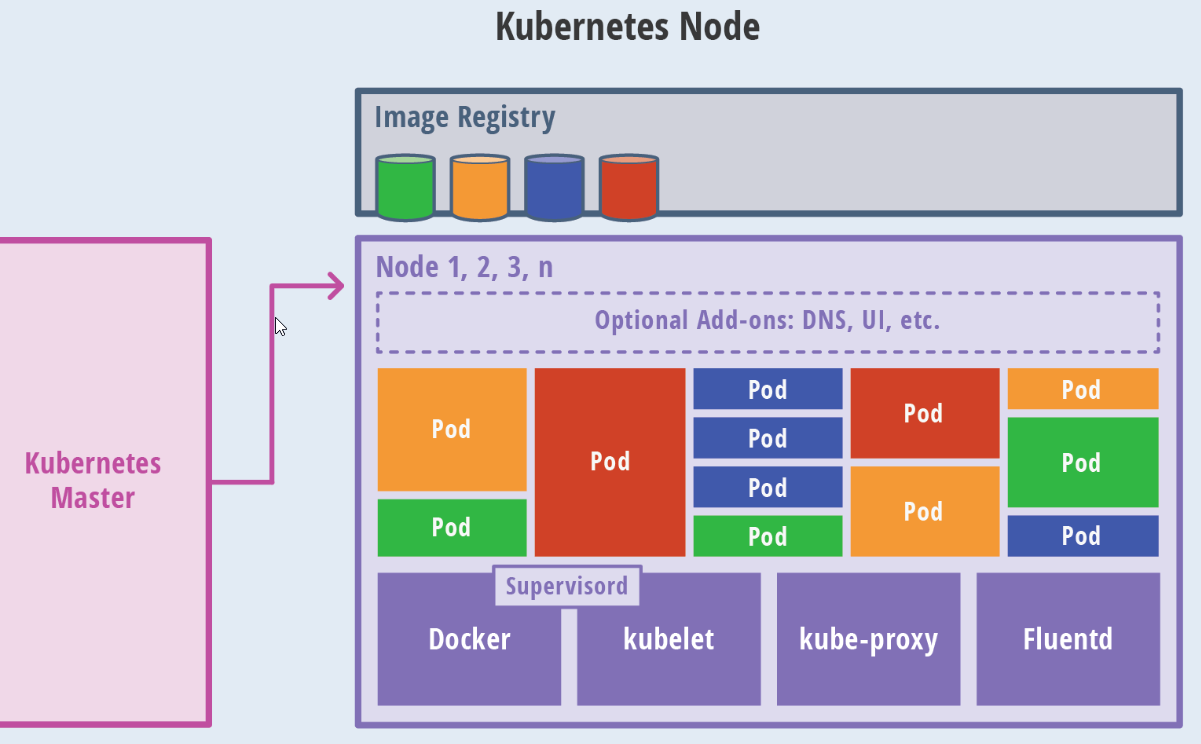 Kubernetes Node
Image Registry
Kubernetes
Master
Node 1, 2, 3, n
Optional Add-ons: DNS, UI, etc.
Pod
Pod
Pod
Pod
Pod
Pod
Pod
Pod
Pod
Pod
Pod
Pod
Supervisord
Docker
kubelet
kube-proxy
Fluentd